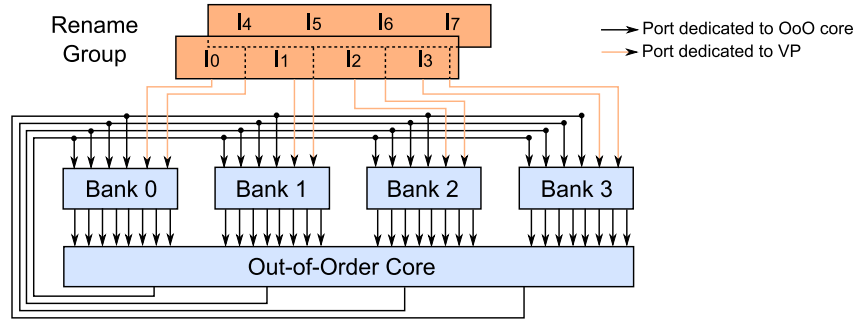 Rename
Group
I4 I5 I6 I7
I0 I1 I2 I3
Port dedicated to OoO core
Port dedicated to VP
Bank 0 Bank 1 Bank 2 Bank 3
Out-of-Order Core